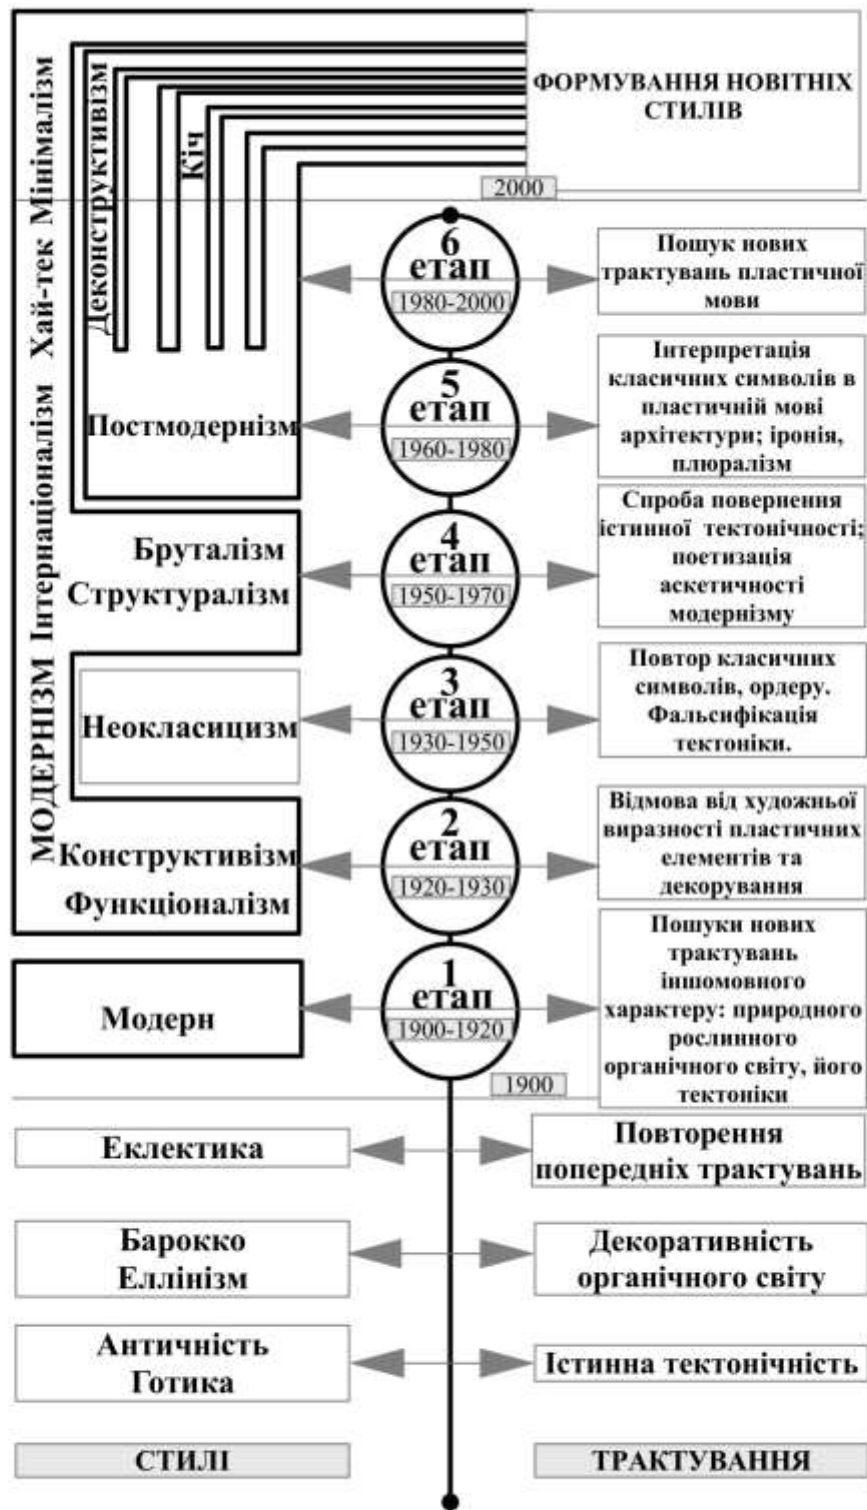 ФОРМУВАННЯ НОВІТНІХ
СТИЛІВ
2000
МОДЕРНІЗМ Інтернаціоналізм Хай-тек Мінімалізм
Деконструктивізм
Кіч
6
етап
1980-2000
Пошук нових
трактувань пластичної
мови
Постмодернізм
5
етап
1960-1980
Інтерпретація
класичних символів в
пластичній мові
архітектури; іронія,
плюралізм
Бруталізм
Структуралізм
4
етап
1950-1970
Спроба повернення
істинної тектонічності;
поетизація
аскетичності
модернізму
Неокласицизм
3
етап
1930-1950
Повтор класичних
символів, ордеру.
Фальсифікація
тектоніки.
Конструктивізм
Функціоналізм
2
етап
1920-1930
Відмова від художньої
виразності пластичних
елементів та
декорування
Модерн
1
етап
1900-1920
Пошуки нових
трактувань
іншомовного
характеру: природного
рослинного
органічного світу, його
тектоніки
1900
Еклектика
Повторення
попередніх трактувань
Барокко
Еллінізм
Декоративність
органічного світу
Античність
Готика
Істинна тектонічність
СТИЛІ
ТРАКТУВАННЯ